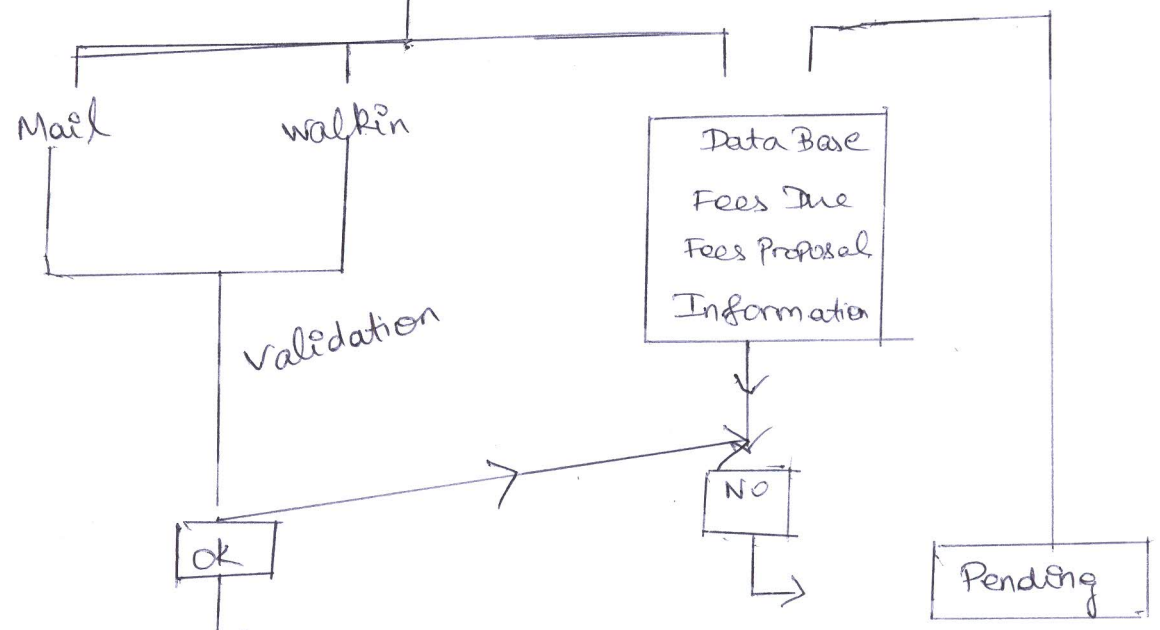 Mail
walkin
Data Base
Fees Due
Fees Proposal
Information
Validation
NO
OK
Pending